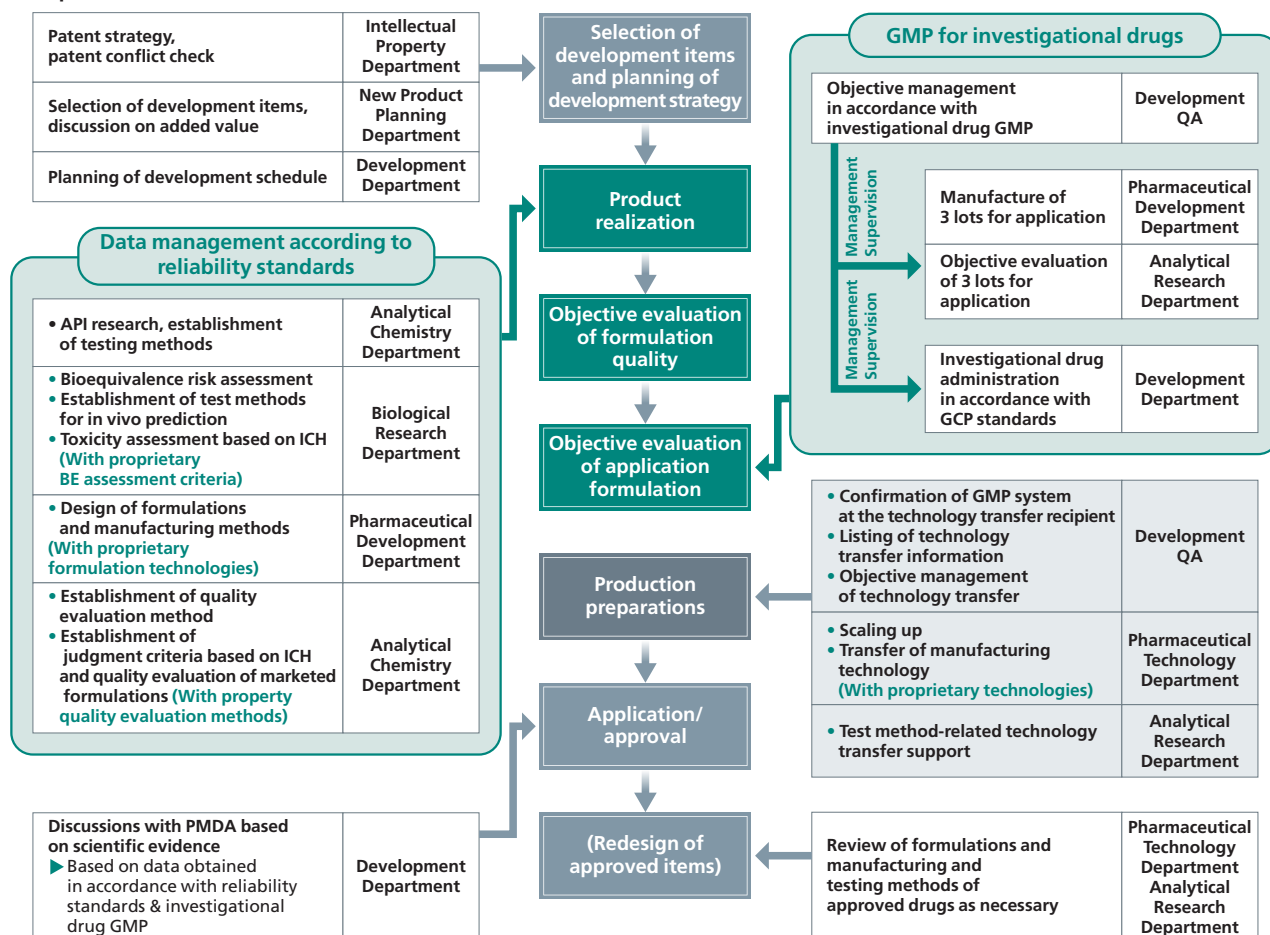 Patent strategy,
patent conflict check
Intellectual
Property
Department
Selection of development items,
discussion on added value
New Product
Planning
Department
Planning of development schedule
Development
Department
Selection of
development items
and planning of
development strategy
Product
realization
Objective evaluation
of formulation
quality
Objective evaluation
of application
formulation
Production
preparations
Application/
approval
(Redesign of
approved items)
Data management according to
reliability standards
• API research, establishment
of testing methods
Analytical
Chemistry
Department
• Bioequivalence risk assessment
• Establishment of test methods
for in vivo prediction
• Toxicity assessment based on ICH
(With proprietary
BE assessment criteria)
Biological
Research
Department
• Design of formulations
and manufacturing methods
(With proprietary
formulation technologies)
Pharmaceutical
Development
Department
• Establishment of quality
evaluation method
• Establishment of
judgment criteria based on ICH
and quality evaluation of marketed
formulations (With property
quality evaluation methods)
Analytical
Chemistry
Department
Discussions with PMDA based
on scientific evidence
▶ Based on data obtained
in accordance with reliability
standards & investigational
drug GMP
Development
Department
GMP for investigational drugs
Objective management
in accordance with
investigational drug GMP
Development
QA
Management
Supervision
Manufacture of
3 lots for application
Pharmaceutical
Development
Department
Objective evaluation
of 3 lots for
application
Analytical
Research
Department
Management
Supervision
Investigational drug
administration
in accordance with
GCP standards
Development
Department
• Confirmation of GMP system
at the technology transfer recipient
• Listing of technology
transfer information
• Objective management
of technology transfer
Development
QA
• Scaling up
• Transfer of manufacturing
technology
(With proprietary technologies)
Pharmaceutical
Technology
Department
• Test method-related technology
transfer support
Analytical
Research
Department
Review of formulations and
manufacturing and
testing methods of
approved drugs as necessary
Pharmaceutical
Technology
Department
Analytical
Research
Department